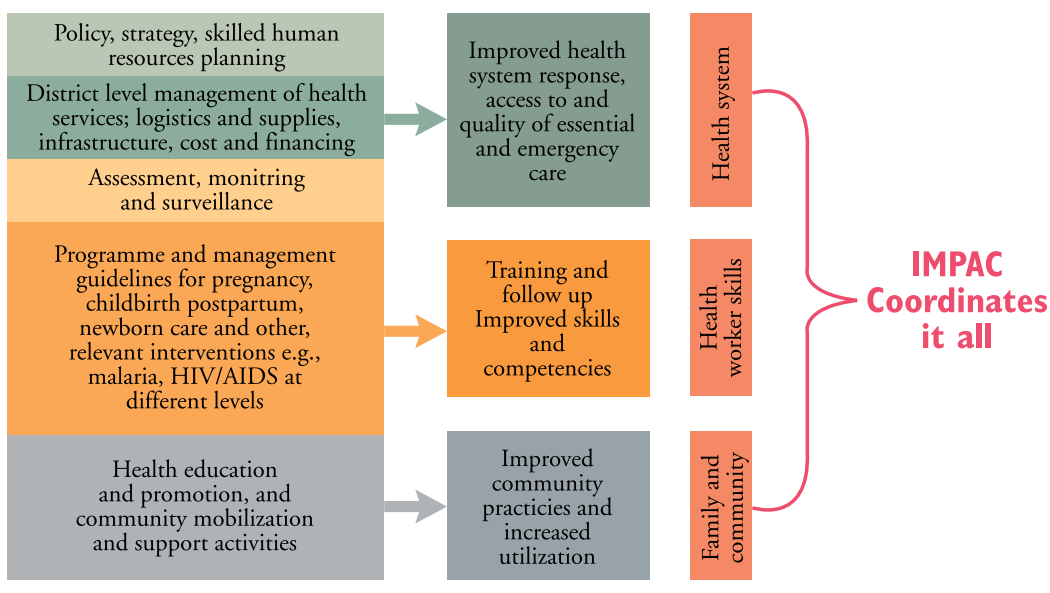 Policy, strategy, skilled human
resources planning
District level management of health
services; logistics and supplies,
infrastructure, cost and financing
Assessment, monitring
and surveillance
Programme and management
guidelines for pregnancy,
childbirth postpartum,
newborn care and other,
relevant interventions e.g.,
malaria, HIV/AIDS at
different levels
Health education
and promotion, and
community mobilization
and support activities
Improved health
system response,
access to and
quality of essential
and emergency
care
Training and
follow up
Improved skills
and
competencies
Improved
community
practicies and
increased
utilization
Health system
Health
worker skills
Family and
community
IMPAC
Coordinates
it all